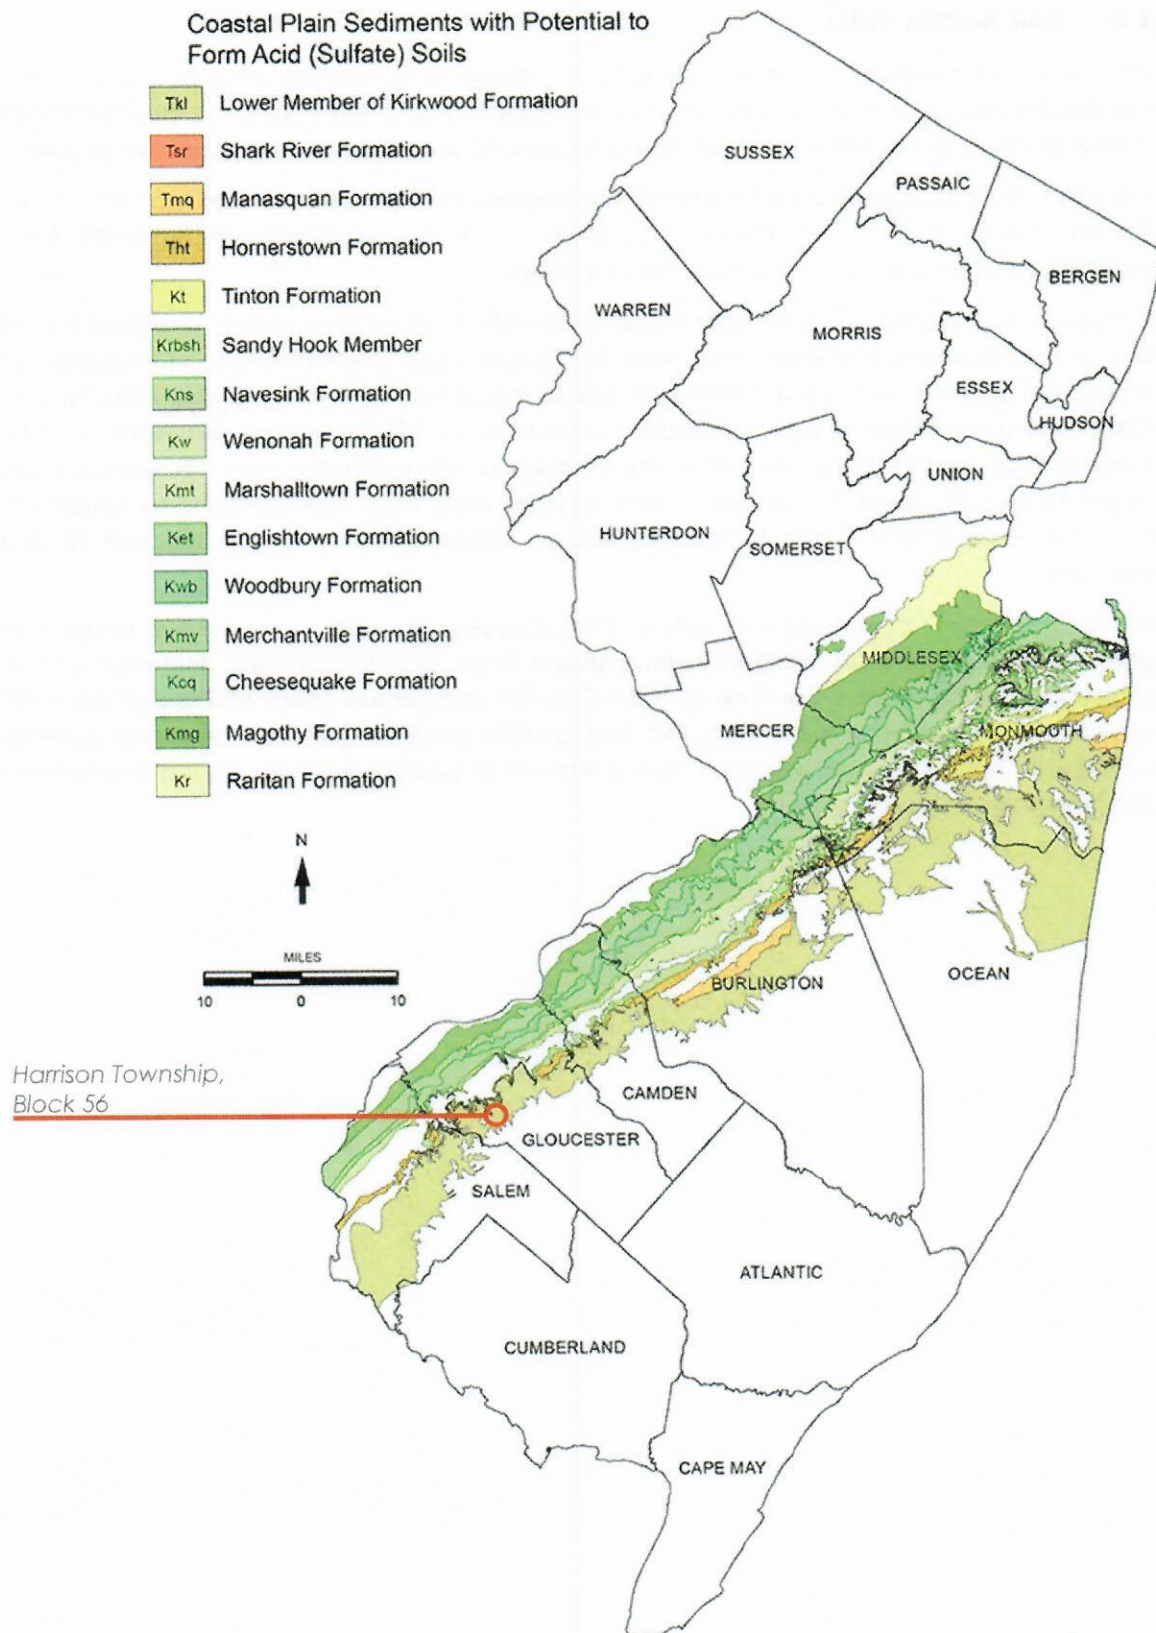 Coastal Plain Sediments with Potential to
Form Acid (Sulfate) Soils
Tkl Lower Member of Kirkwood Formation
Tsr Shark River Formation
Tmq Manasquan Formation
Tht Hornerstown Formation
Kt Tinton Formation
Krbsh Sandy Hook Member
Kns Navesink Formation
Kw Wenonah Formation
Kmt Marshalltown Formation
Ket Englishtown Formation
Kwb Woodbury Formation
Kmv Merchantville Formation
Kcq Cheesequake Formation
Kmg Magothy Formation
Kr Raritan Formation
N
MILES
10 0 10
Harrison Township,
Block 56
SUSSEX
PASSAIC
BERGEN
WARREN
MORRIS
ESSEX
HUDSON
UNION
HUNTERDON
SOMERSET
MIDDLESEX
MERCER
MONMOUTH
OCEAN
BURLINGTON
CAMDEN
GLOUCESTER
SALEM
ATLANTIC
CUMBERLAND
CAPE MAY